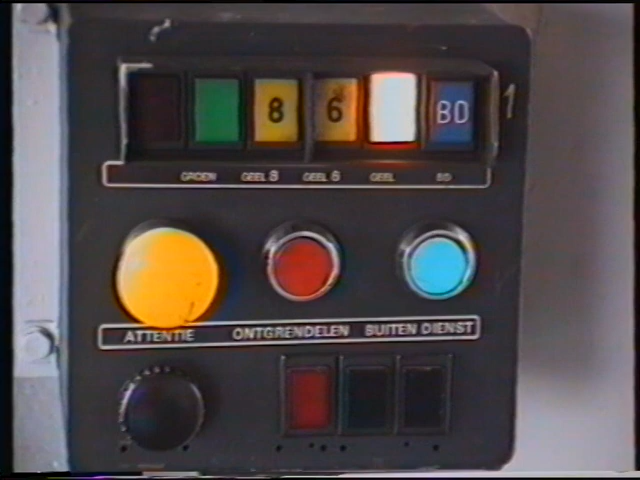 8 6 BD 1
GROEN GEEL 8 GEEL 6 GEEL BD
ATTENTIE ONTGRENDELEN BUITEN DIENST